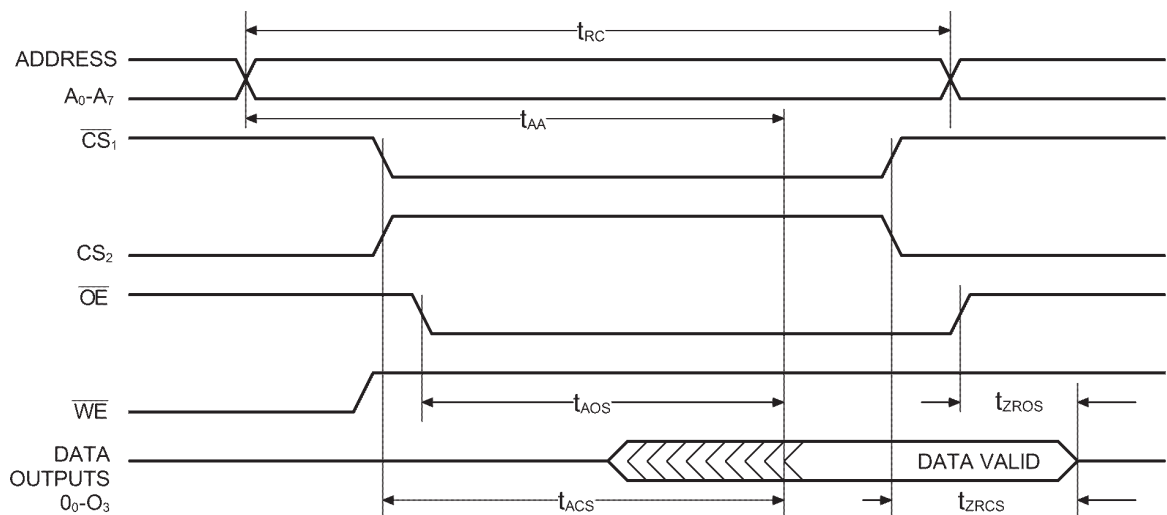 tRC
ADDRESS
A0-A7
tAA
CS1
CS2
OE
WE
tAOS
tZROS
DATA
OUTPUTS
DATA VALID
00-O3
tACS
tZRCS